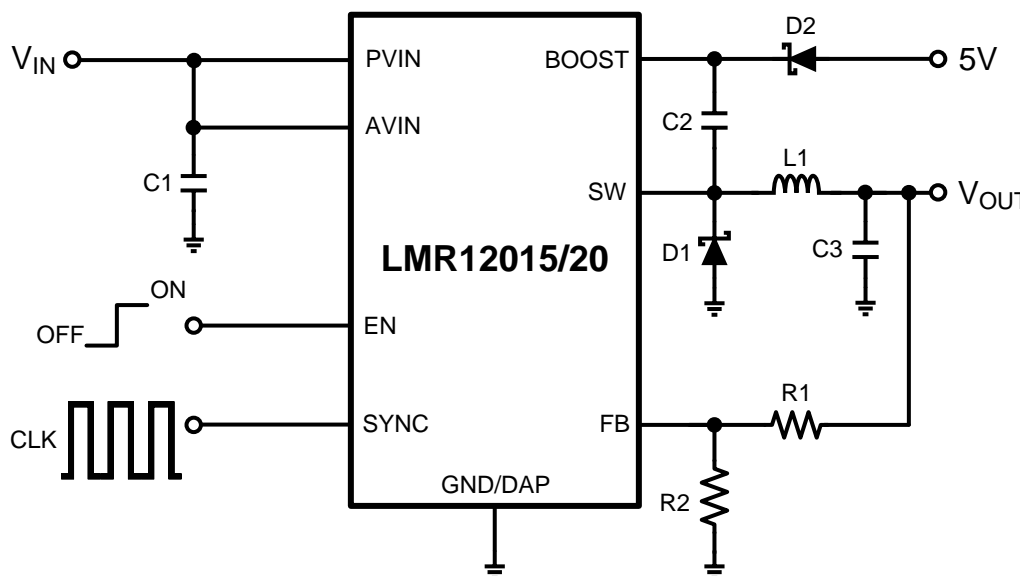 D2
VIN
PVIN
BOOST
5V
AVIN
C2
C1
L1
SW
VOUT
LMR12015/20
D1
C3
ON
OFF
EN
R1
CLK
SYNC
FB
GND/DAP
R2